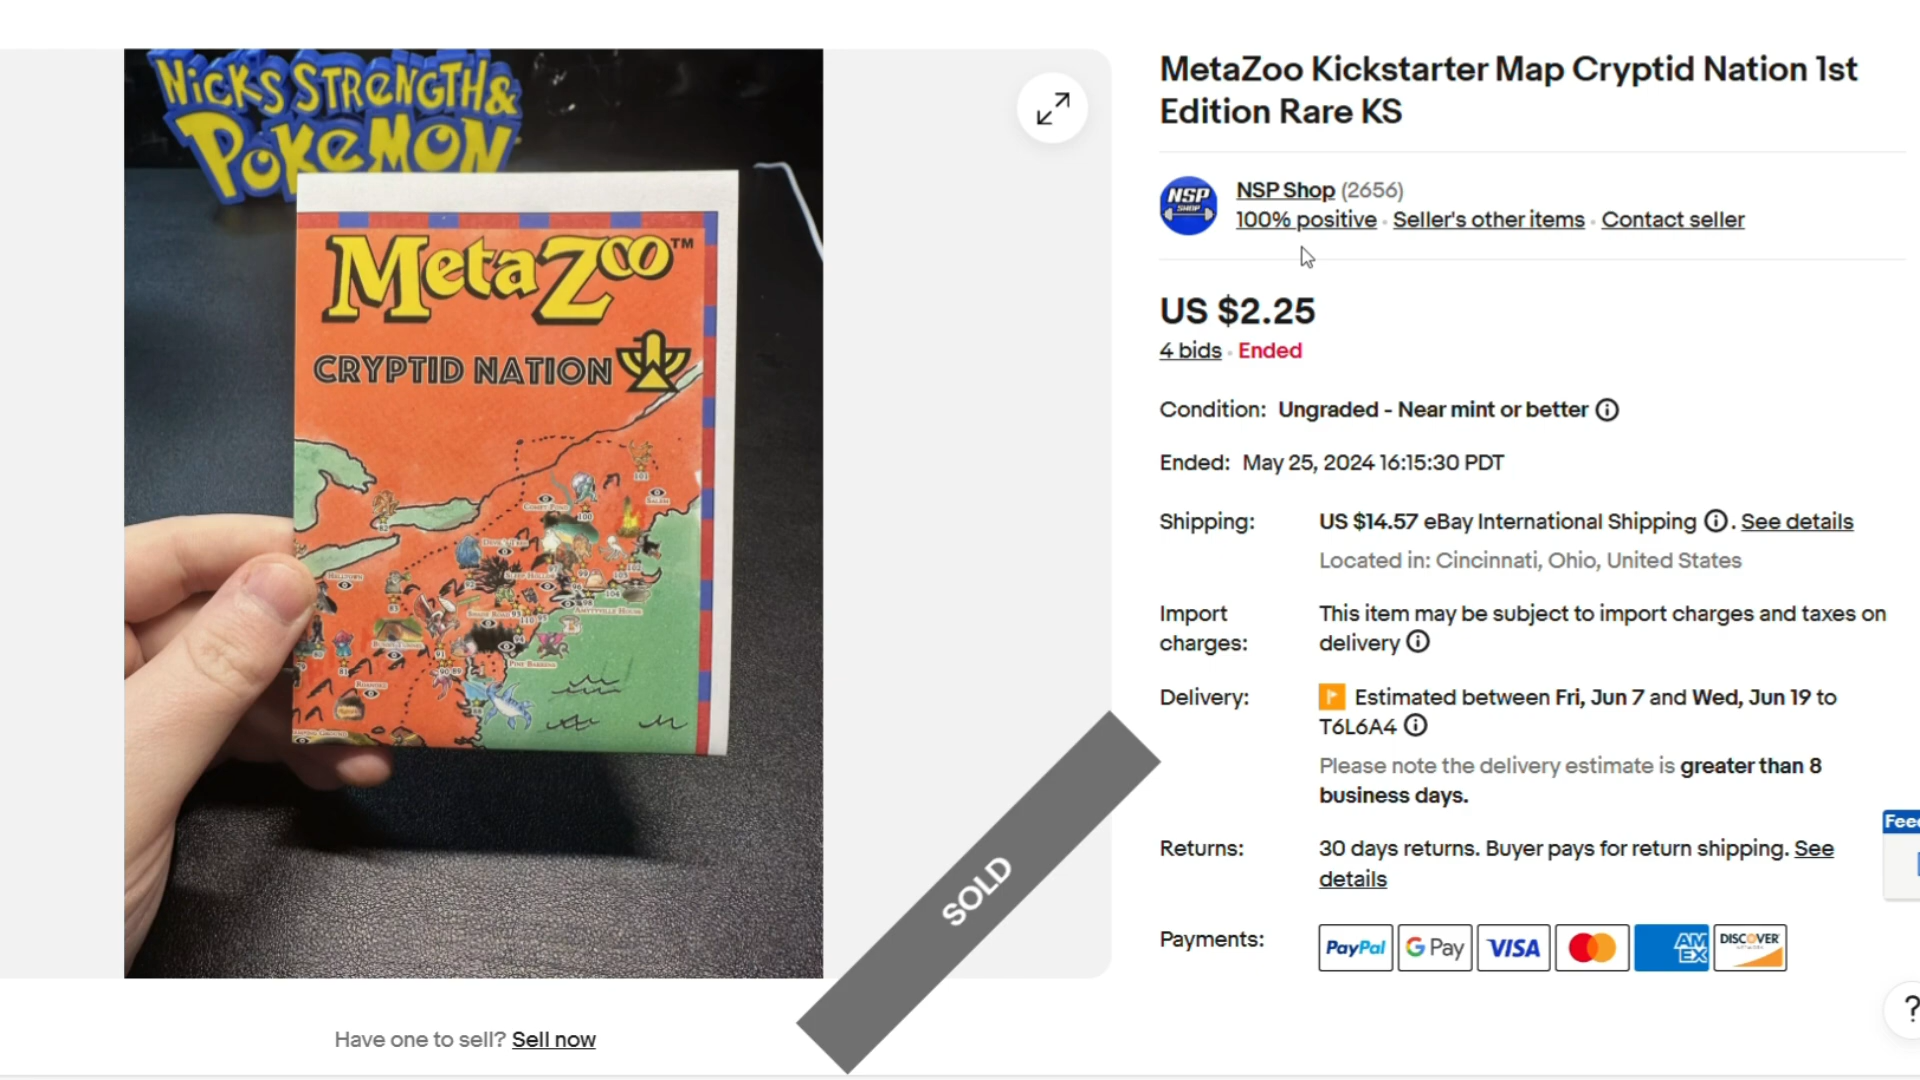 NICKS STRENGTH&
POKEMON
MetaZoo™
CRYPTID NATION
SOLD
Have one to sell? Sell now
MetaZoo Kickstarter Map Cryptid Nation 1st
Edition Rare KS
NSP
SHOP
NSP Shop (2656)
100% positive · Seller's other items · Contact seller
US $2.25
4 bids · Ended
Condition: Ungraded - Near mint or better
Ended: May 25, 2024 16:15:30 PDT
Shipping: US $14.57 eBay International Shipping . See details
Located in: Cincinnati, Ohio, United States
Import charges: This item may be subject to import charges and taxes on
delivery
Delivery: Estimated between Fri, Jun 7 and Wed, Jun 19 to
T6L6A4
Please note the delivery estimate is greater than 8
business days.
Returns: 30 days returns. Buyer pays for return shipping. See
details
Payments: PayPal G Pay VISA AM EX DISCOVER
?